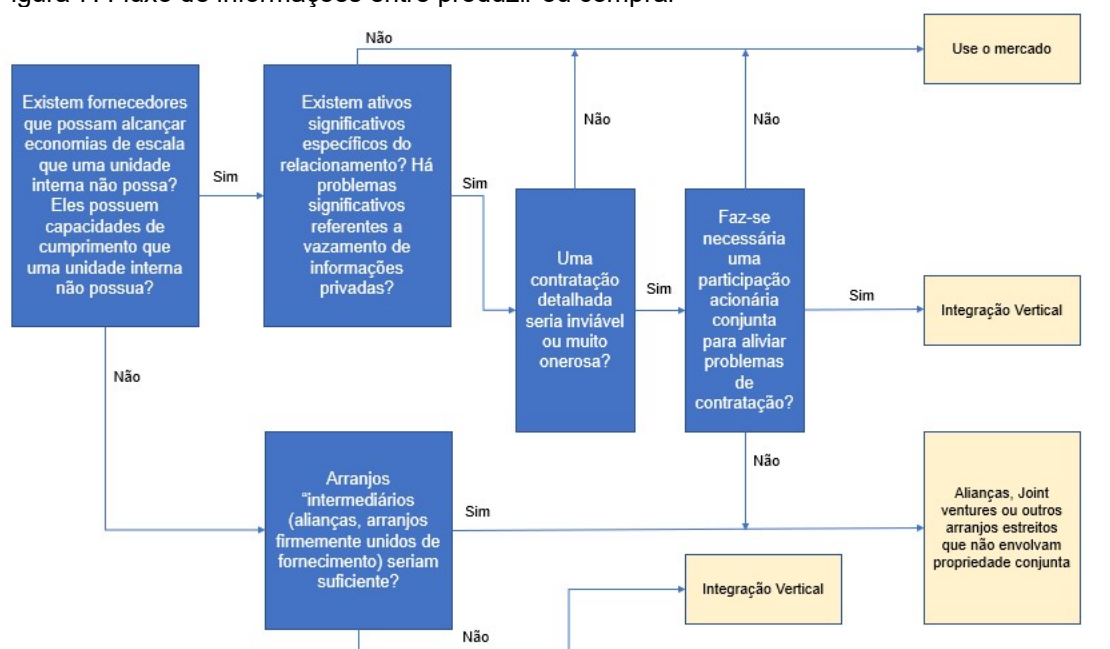 igura 1: Fluxo de informações entre produzir ou comprar
Não
Use o mercado
Existem fornecedores
que possam alcançar
economias de escala
que uma unidade
interna não possa?
Eles possuem
capacidades de
cumprimento que
uma unidade interna
não possua?
Sim
Existem ativos
significativos
específicos do
relacionamento? Há
problemas
significativos
referentes a
vazamento de
informações
privadas?
Sim
Não
Uma
contratação
detalhada
seria inviável
ou muito
onerosa?
Sim
Não
Faz-se
necessária
uma
participação
acionária
conjunta
para aliviar
problemas
de
contratação?
Sim
Integração Vertical
Não
Não
Arranjos
“intermediários
(alianças, arranjos
firmemente unidos de
fornecimento) seriam
suficiente?
Sim
Alianças, Joint
ventures ou outros
arranjos estreitos
que não envolvam
propriedade conjunta
Não
Integração Vertical